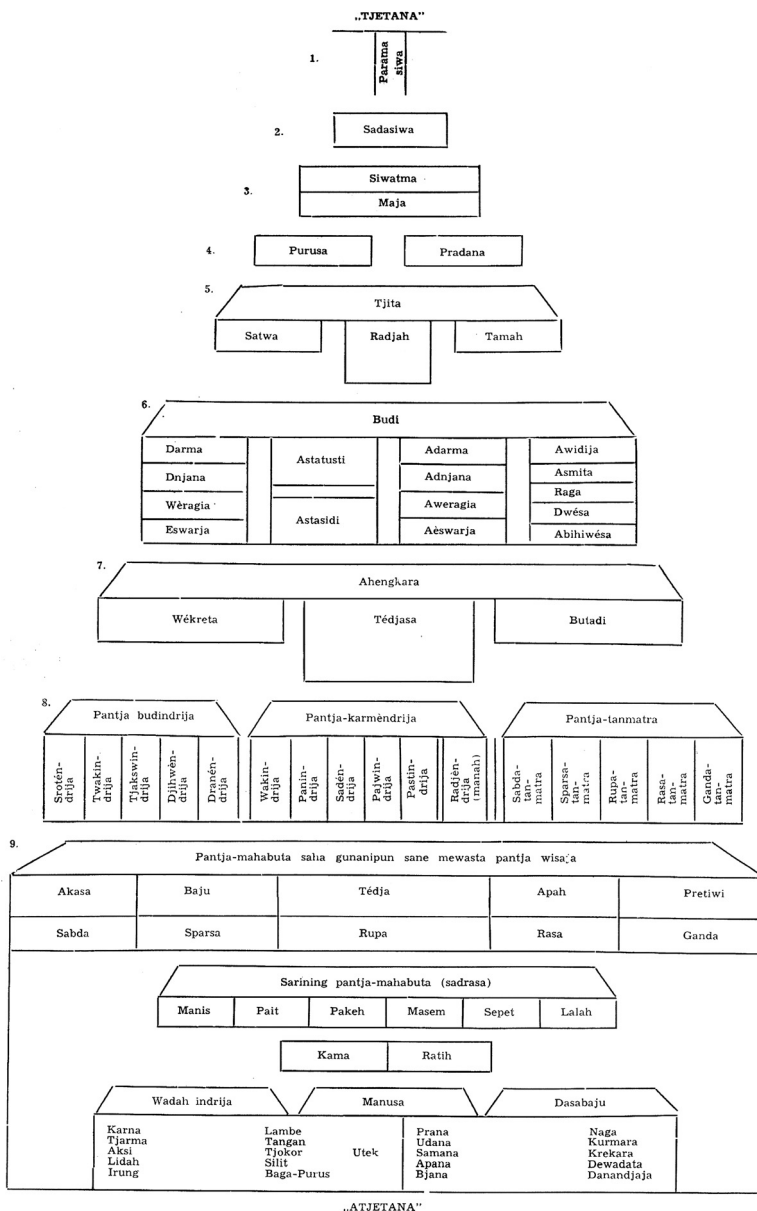 „TJETANA”
1.
Parama
siwa
2.
Sadasiwa
3.
Siwatma
Maja
4.
Purusa Pradana
5.
Tjita
Satwa Radjah Tamah
6.
Budi
Darma
Dnjana
Wèragia
Eswarja
Astatusti
Astasidi
Adarma
Adnjana
Aweragia
Aèswarja
Awidija
Asmita
Raga
Dwésa
Abihiwésa
7.
Ahengkara
Wékreta Tédjasa Butadi
8.
Pantja budindrija
Srotén-
drija
Twakin-
drija
Tjakswin-
drija
Djihwèn-
drija
Dranén-
drija
Pantja-karmèndrija
Wakin-
drija
Panin-
drija
Sadén-
drija
Pajwin-
drija
Pastin-
drija
Radjèn-
drija
(manah)
Pantja-tanmatra
Sabda-
tan-
matra
Sparsa-
tan-
matra
Rupa-
tan-
matra
Rasa-
tan-
matra
Ganda-
tan-
matra
9.
Pantja-mahabuta saha gunanipun sane mewasta pantja wisaja
Akasa Baju Tédja Apah Pretiwi
Sabda Sparsa Rupa Rasa Ganda
Sarining pantja-mahabuta (sadrasa)
Manis Pait Pakeh Masem Sepet Lalah
Kama Ratih
Wadah indrija Manusa Dasabaju
Karna
Tjarma
Aksi
Lidah
Irung
Lambe
Tangan
Tjokor
Silit
Baga-Purus
Utek
Prana
Udana
Samana
Apana
Bjana
Naga
Kurmara
Krekara
Dewadata
Danandjaja
„ATJETANA”